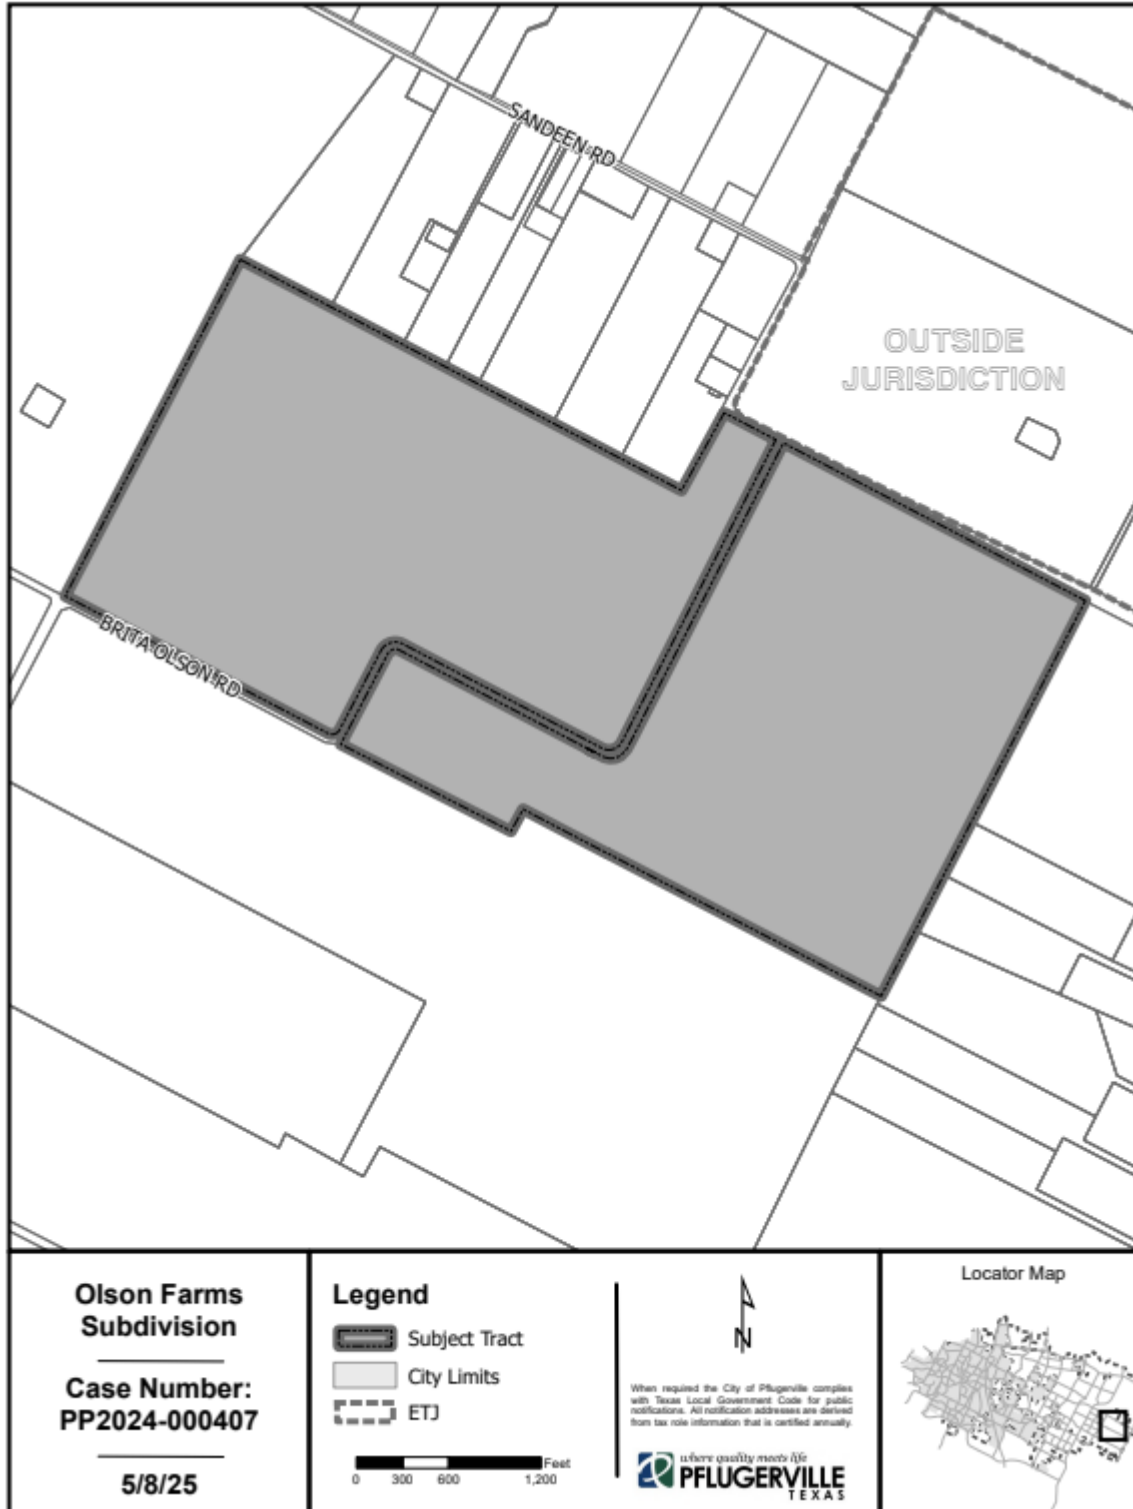 SANDEEN RD
OUTSIDE
JURISDICTION
BRITA OLSON RD
Olson Farms
Subdivision
Case Number:
PP2024-000407
5/8/25
Legend
Subject Tract
City Limits
ETJ
Feet
0 300 600 1,200
N
When required the City of Pflugerville complies
with Texas Local Government Code for public
notifications. All notification addresses are derived
from tax role information that is certified annually.
where quality meets life
PFLUGERVILLE
TEXAS
Locator Map